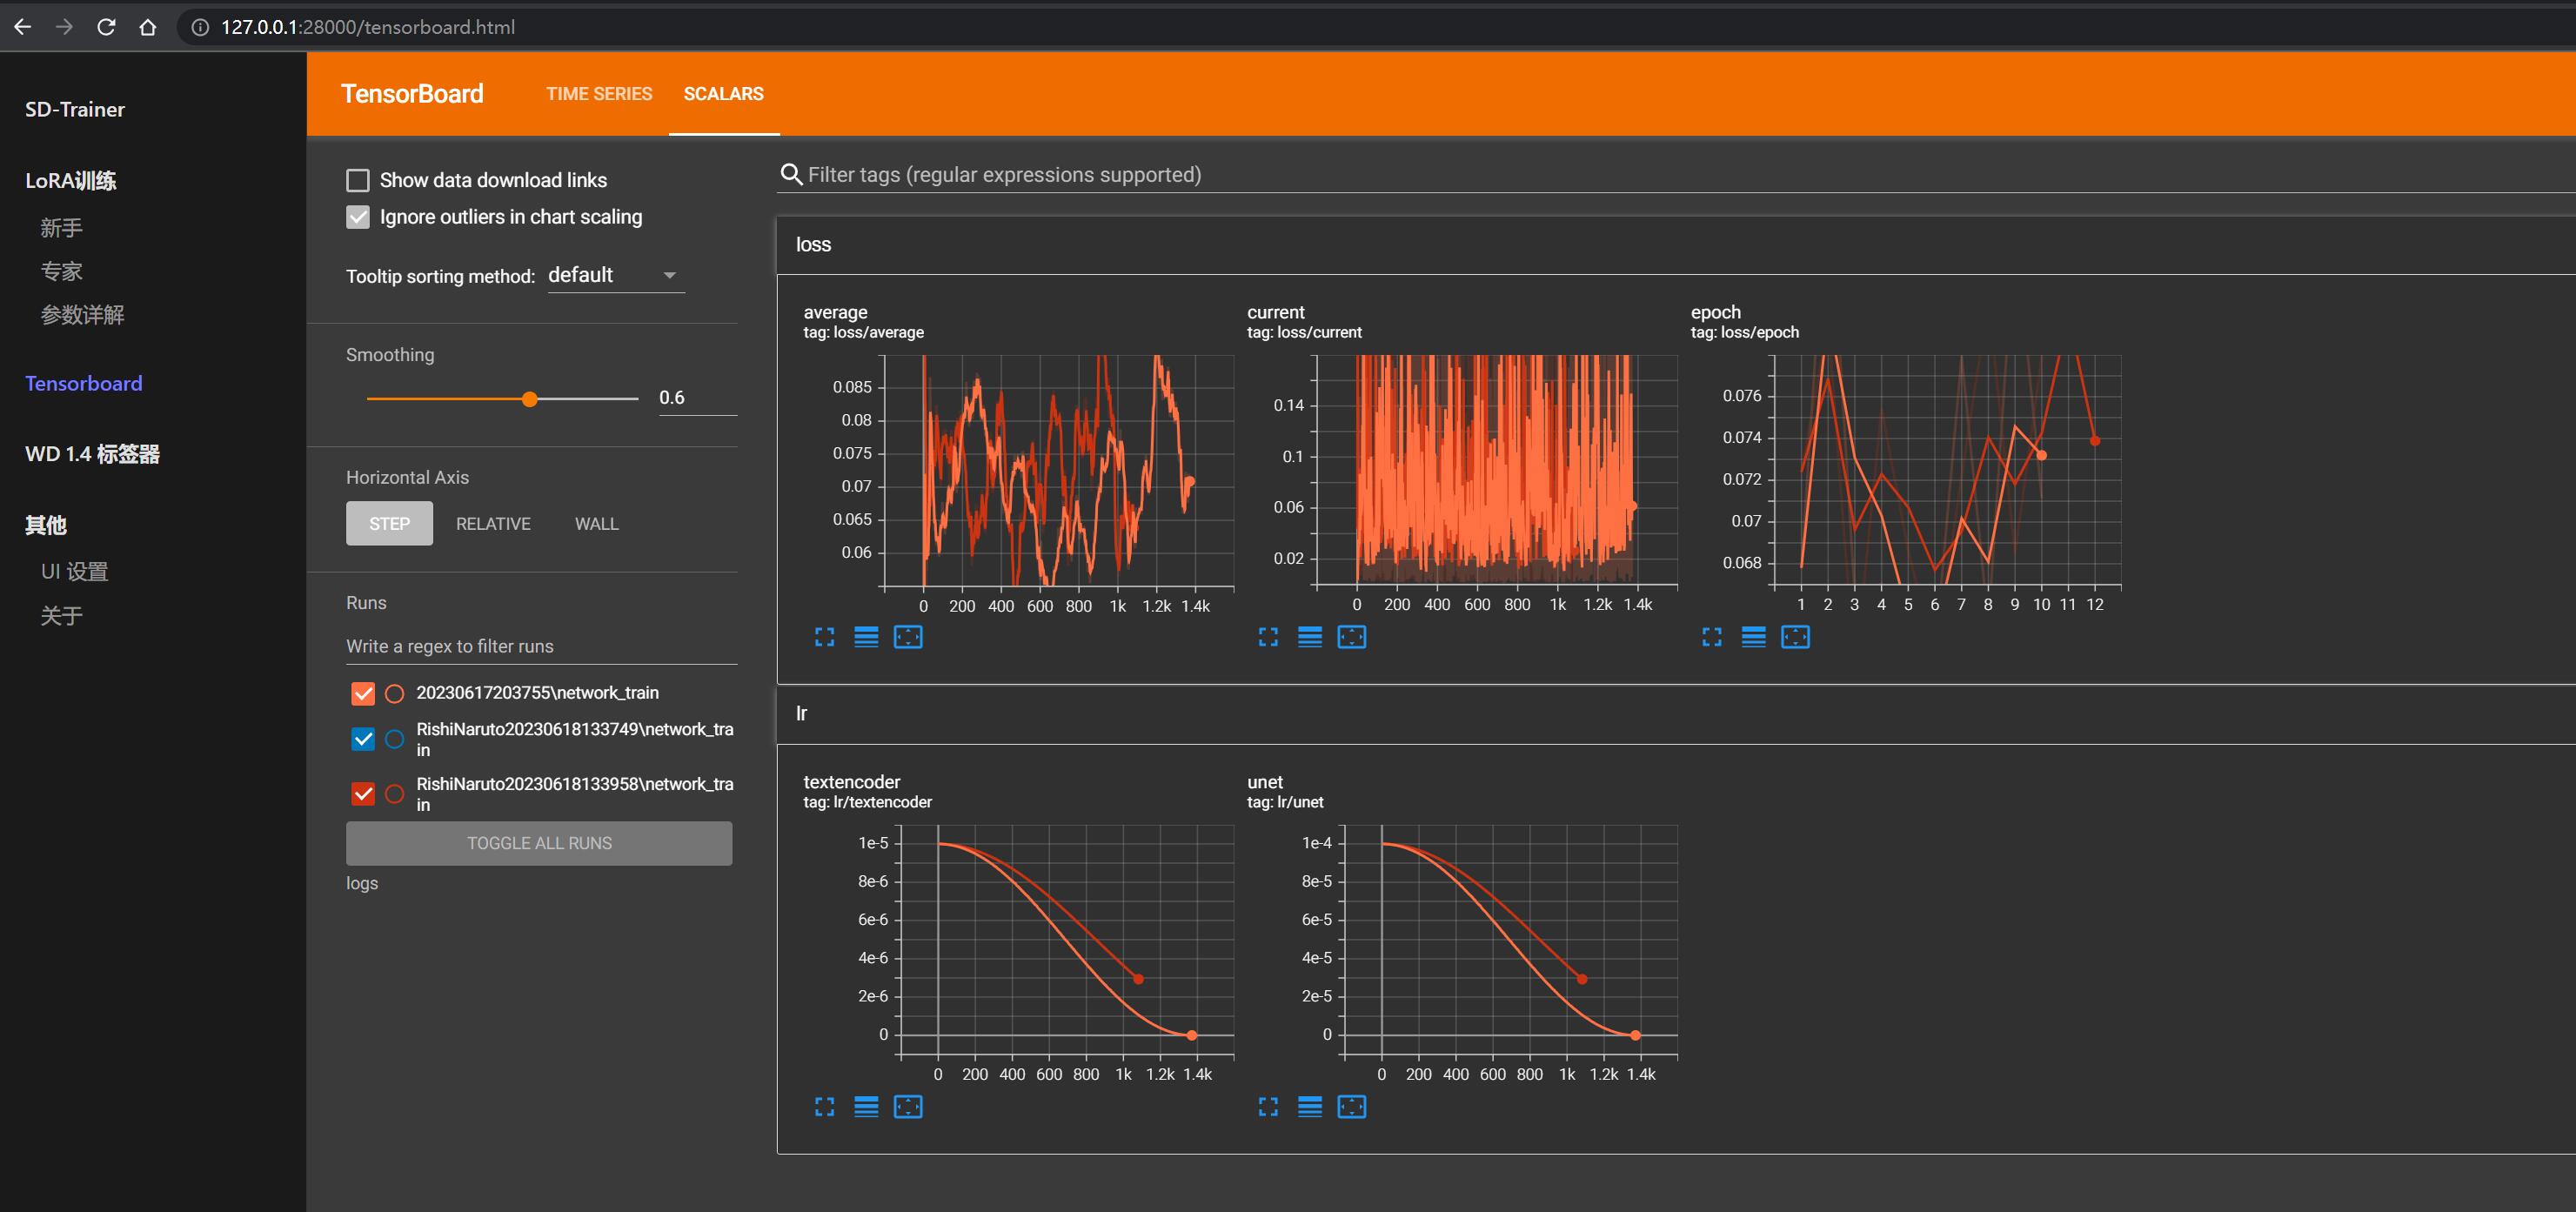 127.0.0.1:28000/tensorboard.html
SD-Trainer
LoRA训练
新手
专家
参数详解
Tensorboard
WD 1.4 标签器
其他
UI 设置
关于
TensorBoard
TIME SERIES
SCALARS
Show data download links
Ignore outliers in chart scaling
Tooltip sorting method: default
Smoothing
0.6
Horizontal Axis
STEP RELATIVE WALL
Runs
Write a regex to filter runs
20230617203755\network_train
RishiNaruto20230618133749\network_tra
in
RishiNaruto20230618133958\network_tra
in
TOGGLE ALL RUNS
logs
Filter tags (regular expressions supported)
loss
average
tag: loss/average
0.085
0.08
0.075
0.07
0.065
0.06
0 200 400 600 800 1k 1.2k 1.4k
current
tag: loss/current
0.14
0.1
0.06
0.02
0 200 400 600 800 1k 1.2k 1.4k
epoch
tag: loss/epoch
0.076
0.074
0.072
0.07
0.068
1 2 3 4 5 6 7 8 9 10 11 12
lr
textencoder
tag: lr/textencoder
1e-5
8e-6
6e-6
4e-6
2e-6
0
0 200 400 600 800 1k 1.2k 1.4k
unet
tag: lr/unet
1e-4
8e-5
6e-5
4e-5
2e-5
0
0 200 400 600 800 1k 1.2k 1.4k